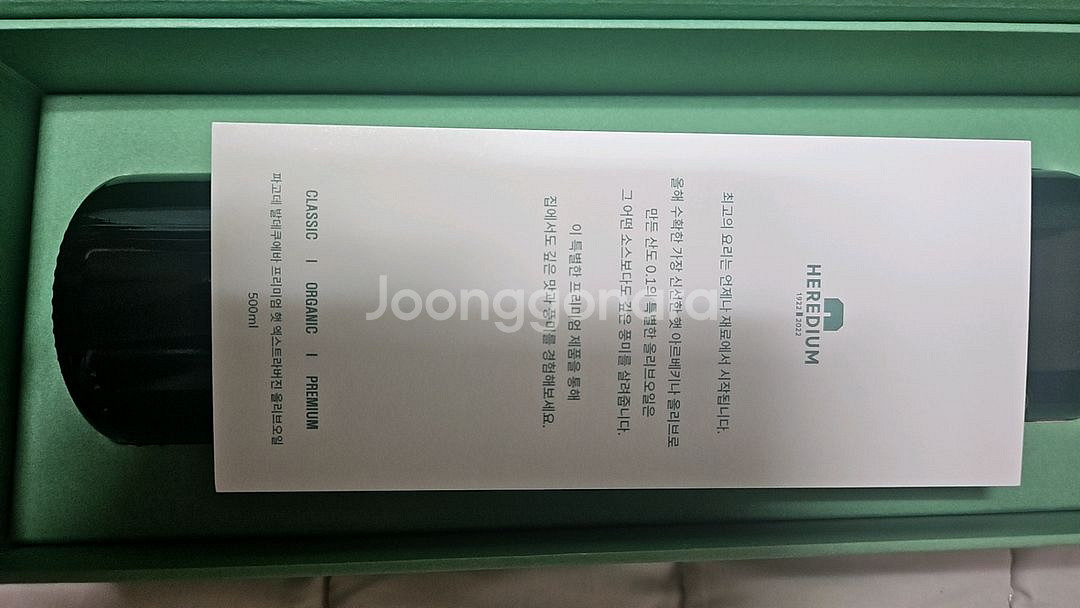 HEREDIUM
1922 2022
최고의 요리는 언제나 재료에서 시작됩니다.
올해 수확한 가장 신선한 햇 아르베키나 올리브로
만든 산도 0.1의 특별한 올리브오일은
그 어떤 소스보다도 깊은 풍미를 살려줍니다.
이 특별한 프리미엄 제품을 통해
집에서도 깊은 맛과 풍미를 경험해보세요.
CLASSIC | ORGANIC | PREMIUM
파고데 발데쿠에바 프리미엄 햇 엑스트라버진 올리브오일
500ml
Joonggonara